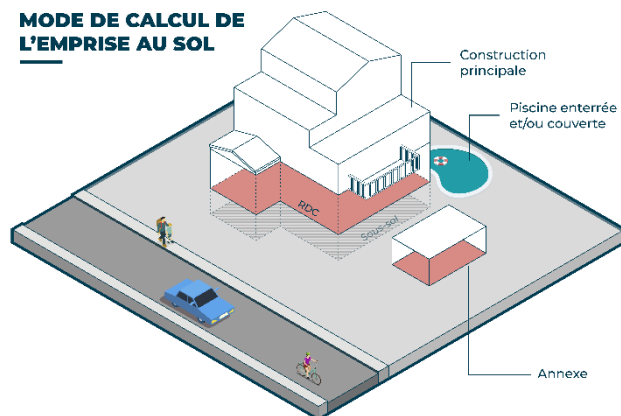 MODE DE CALCUL DE
L’EMPRISE AU SOL
Construction
principale
Piscine enterrée
et/ou couverte
RDC
Sous-sol
Annexe